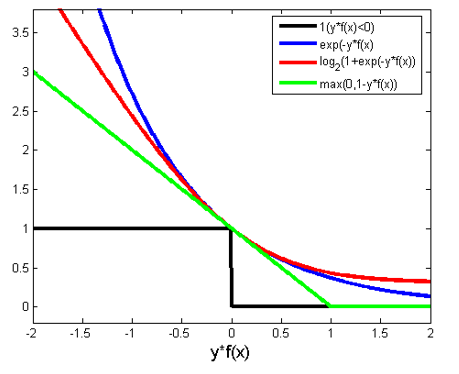 1(y*f(x)<0)
exp(-y*f(x)
log2(1+exp(-y*f(x))
max(0,1-y*f(x))
3.5
3
2.5
2
1.5
1
0.5
0
-2 -1.5 -1 -0.5 0 0.5 1 1.5 2
y*f(x)